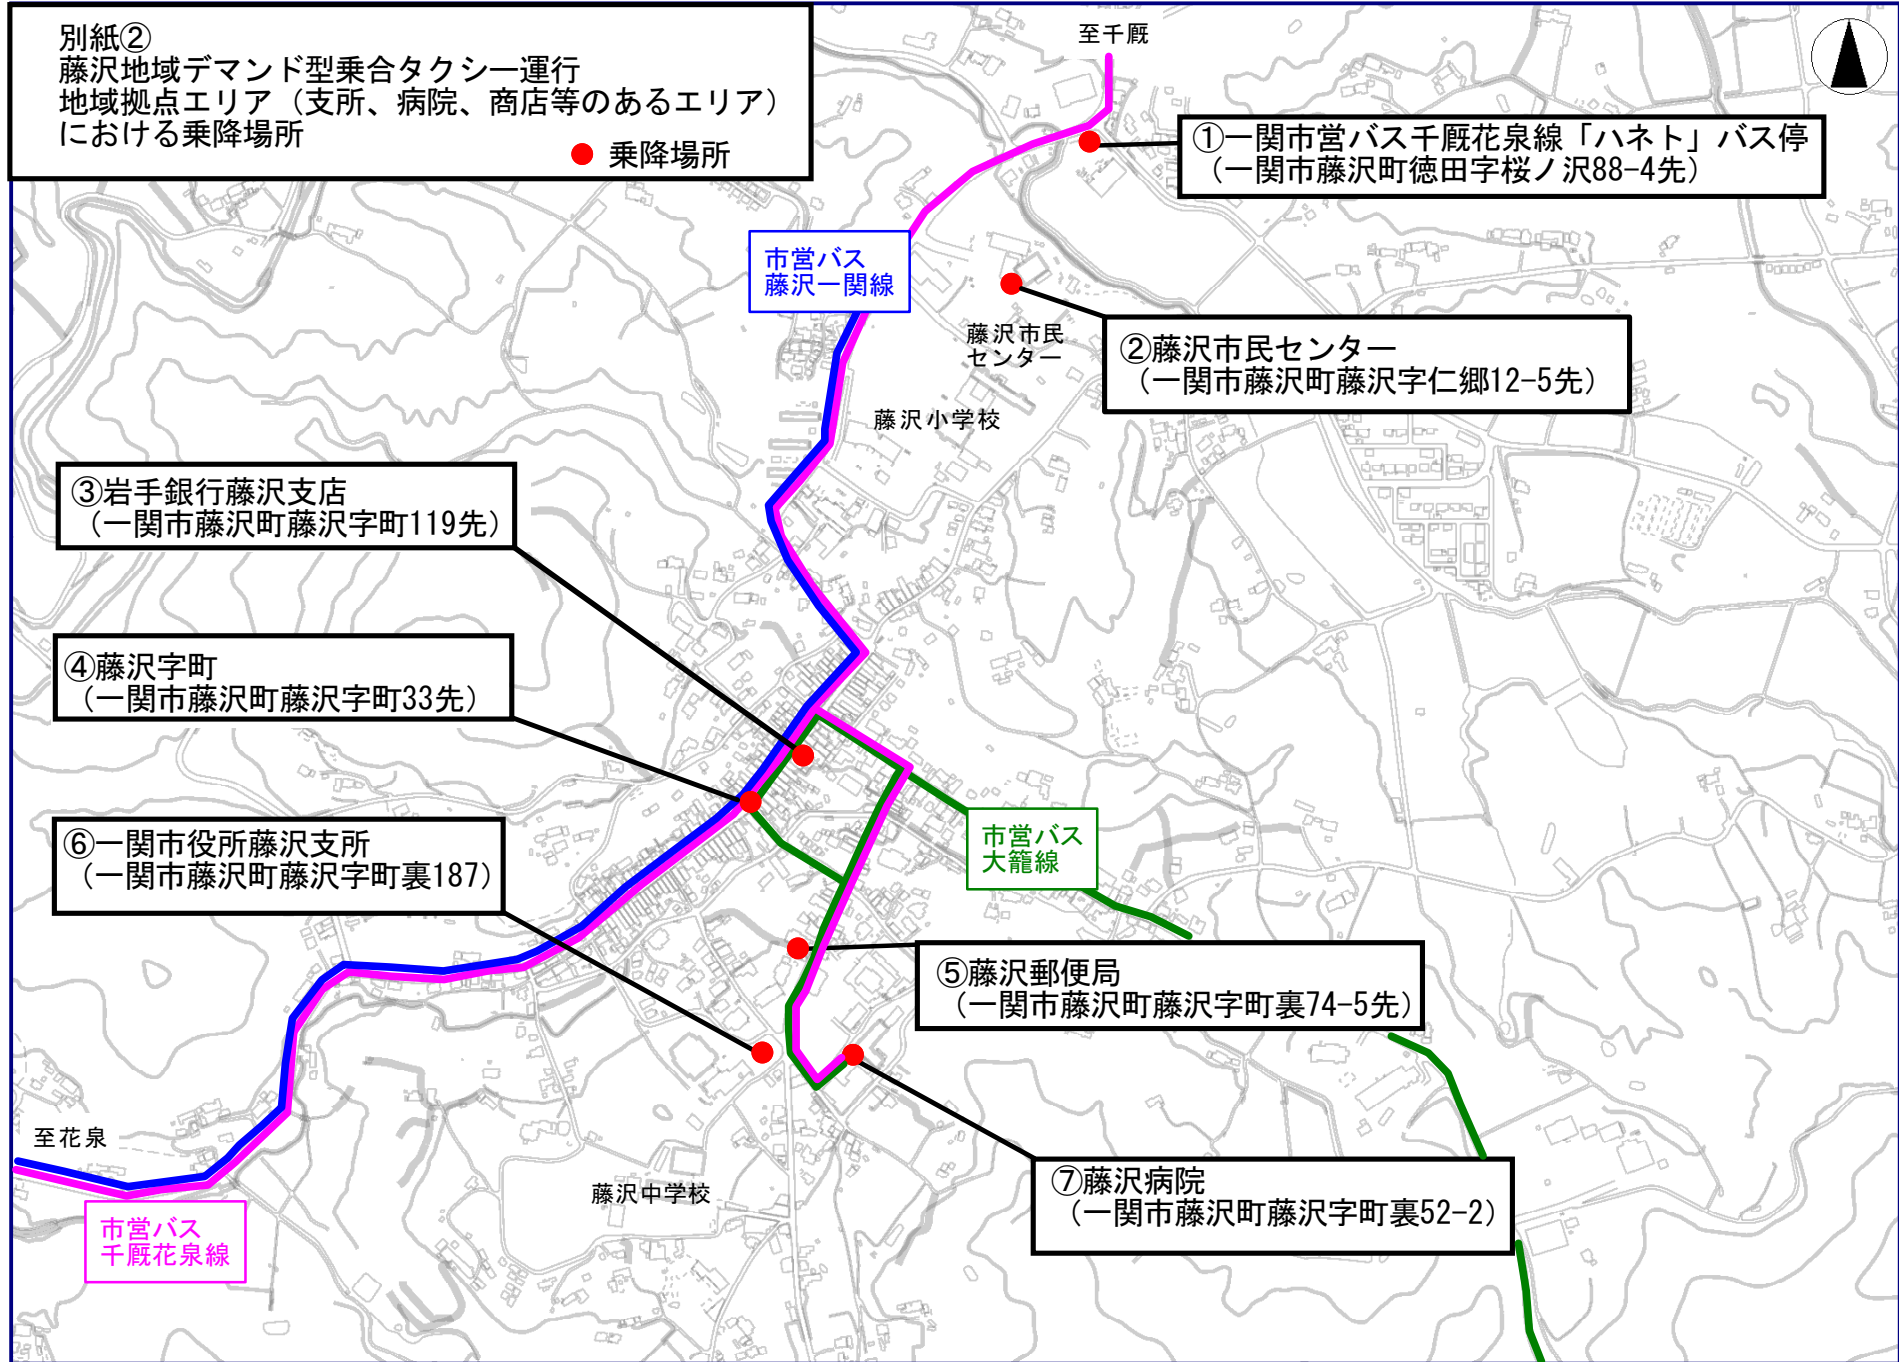 別紙②
藤沢地域デマンド型乗合タクシー運行
地域拠点エリア（支所、病院、商店等のあるエリア）
における乗降場所
乗降場所
至千厩
①一関市営バス千厩花泉線「ハネト」バス停
（一関市藤沢町徳田字桜ノ沢88-4先）
市営バス
藤沢一関線
藤沢市民
センター
②藤沢市民センター
（一関市藤沢町藤沢字仁郷12-5先）
藤沢小学校
③岩手銀行藤沢支店
（一関市藤沢町藤沢字町119先）
④藤沢字町
（一関市藤沢町藤沢字町33先）
市営バス
大籠線
⑥一関市役所藤沢支所
（一関市藤沢町藤沢字町裏187）
⑤藤沢郵便局
（一関市藤沢町藤沢字町裏74-5先）
至花泉
藤沢中学校
⑦藤沢病院
（一関市藤沢町藤沢字町裏52-2）
市営バス
千厩花泉線